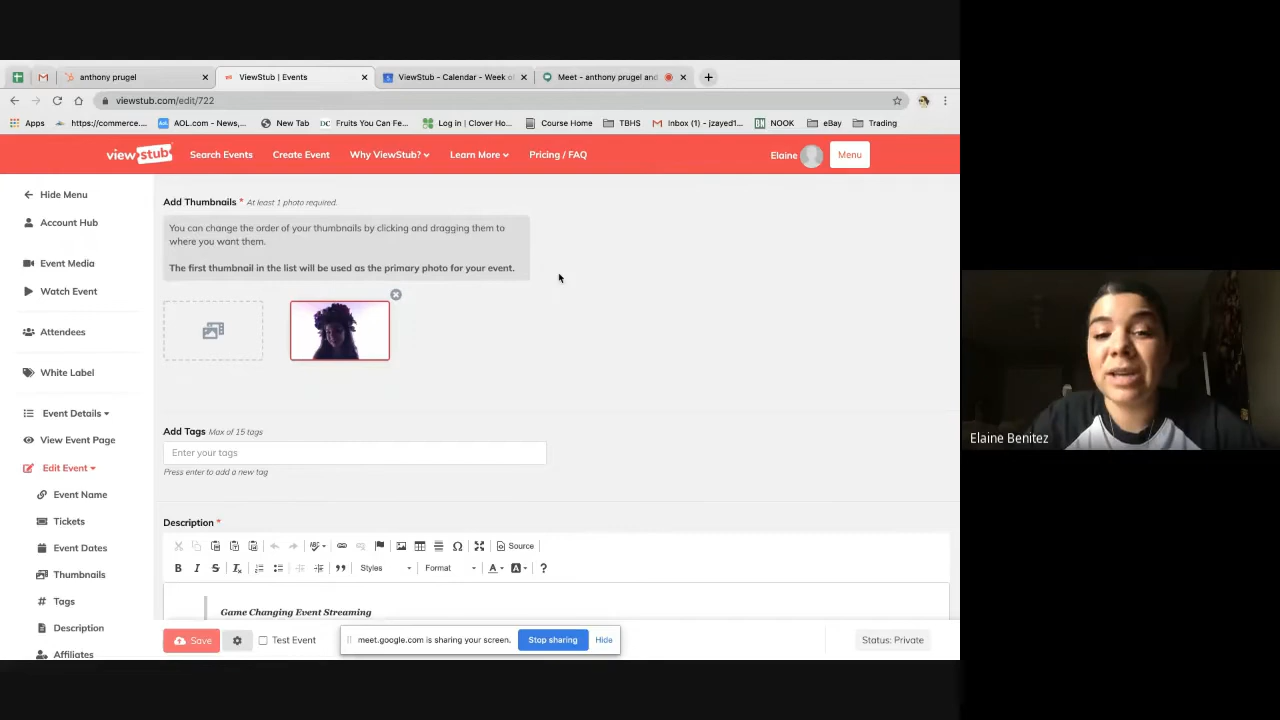 anthony prugel
ViewStub | Events
ViewStub - Calendar - Week o
Meet - anthony prugel and
viewstub.com/edit/722
Apps
https://commerce....
AOL.com - News,...
New Tab
Fruits You Can Fe...
Log in | Clover Ho...
Course Home
TBHS
Inbox (1) - jzayed1...
NOOK
eBay
Trading
view stub
Search Events
Create Event
Why ViewStub?
Learn More
Pricing / FAQ
Elaine
Menu
Hide Menu
Account Hub
Event Media
Watch Event
Attendees
White Label
Event Details
View Event Page
Edit Event
Event Name
Tickets
Event Dates
Thumbnails
Tags
Description
Affiliates
Add Thumbnails * At least 1 photo required.
You can change the order of your thumbnails by clicking and dragging them to
where you want them.
The first thumbnail in the list will be used as the primary photo for your event.
Add Tags Max of 15 tags
Enter your tags
Press enter to add a new tag
Description *
Source
Styles
Format
Game Changing Event Streaming
Save
Test Event
meet.google.com is sharing your screen.
Stop sharing
Hide
Status: Private
Elaine Benitez